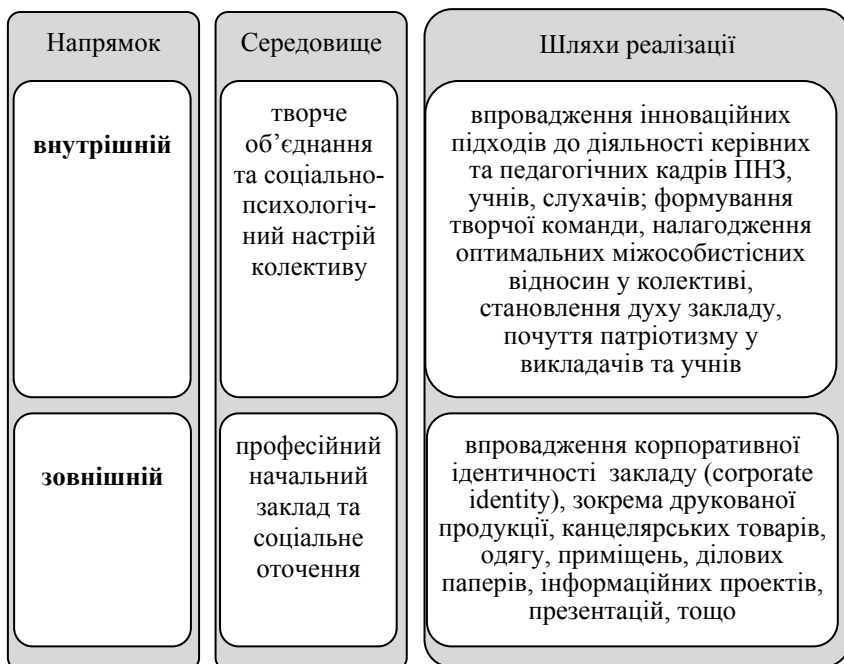 Напрямок
Середовище
Шляхи реалізації
внутрішній
творче
об’єднання
та соціально-
психологіч-
ний настрій
колективу
впровадження інноваційних
підходів до діяльності керівних
та педагогічних кадрів ПНЗ,
учнів, слухачів; формування
творчої команди, налагодження
оптимальних міжособистісних
відносин у колективі,
становлення духу закладу,
почуття патріотизму у
викладачів та учнів
зовнішній
професійний
начальний
заклад та
соціальне
оточення
впровадження корпоративної
ідентичності закладу (corporate
identity), зокрема друкованої
продукції, канцелярських товарів,
одягу, приміщень, ділових
паперів, інформаційних проектів,
презентацій, тощо